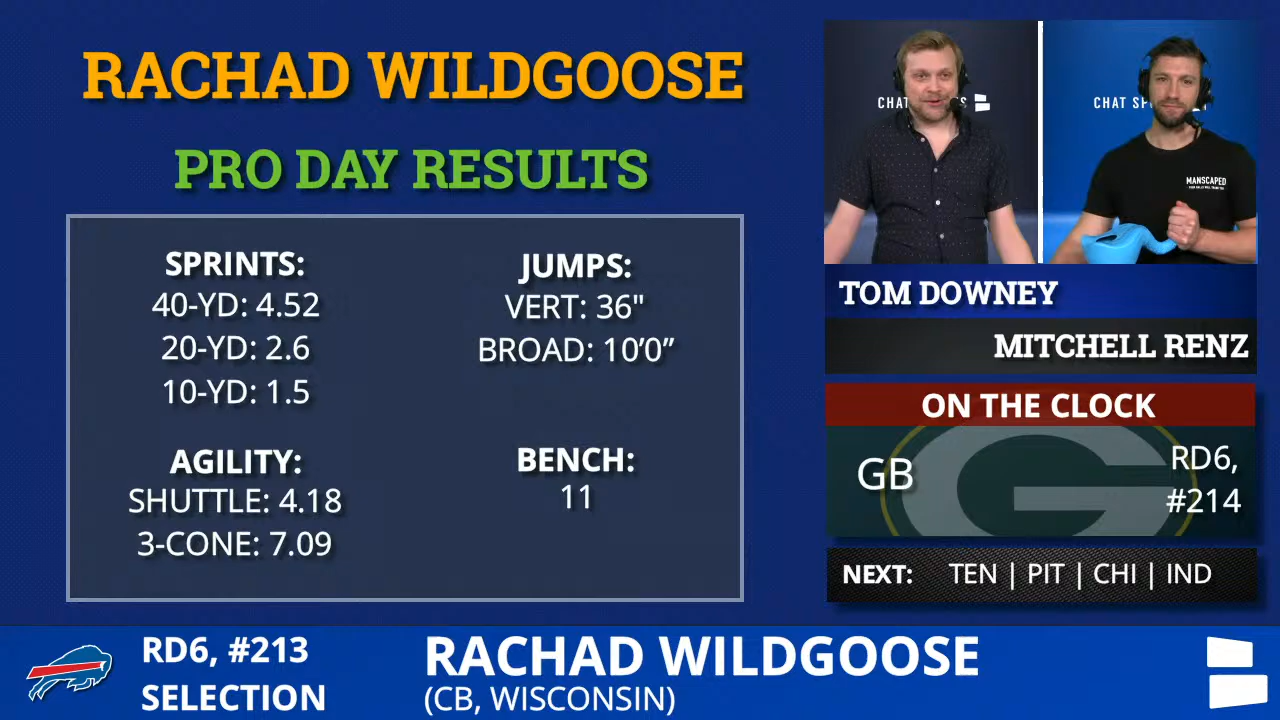 RACHAD WILDGOOSE
PRO DAY RESULTS
SPRINTS:
40-YD: 4.52
20-YD: 2.6
10-YD: 1.5
JUMPS:
VERT: 36"
BROAD: 10’0”
AGILITY:
SHUTTLE: 4.18
3-CONE: 7.09
BENCH:
11
CHAT
S
CHAT SP
MANSCAPED
TOM DOWNEY
MITCHELL RENZ
ON THE CLOCK
GB
RD6,
#214
NEXT: TEN | PIT | CHI | IND
RD6, #213
SELECTION
RACHAD WILDGOOSE
(CB, WISCONSIN)